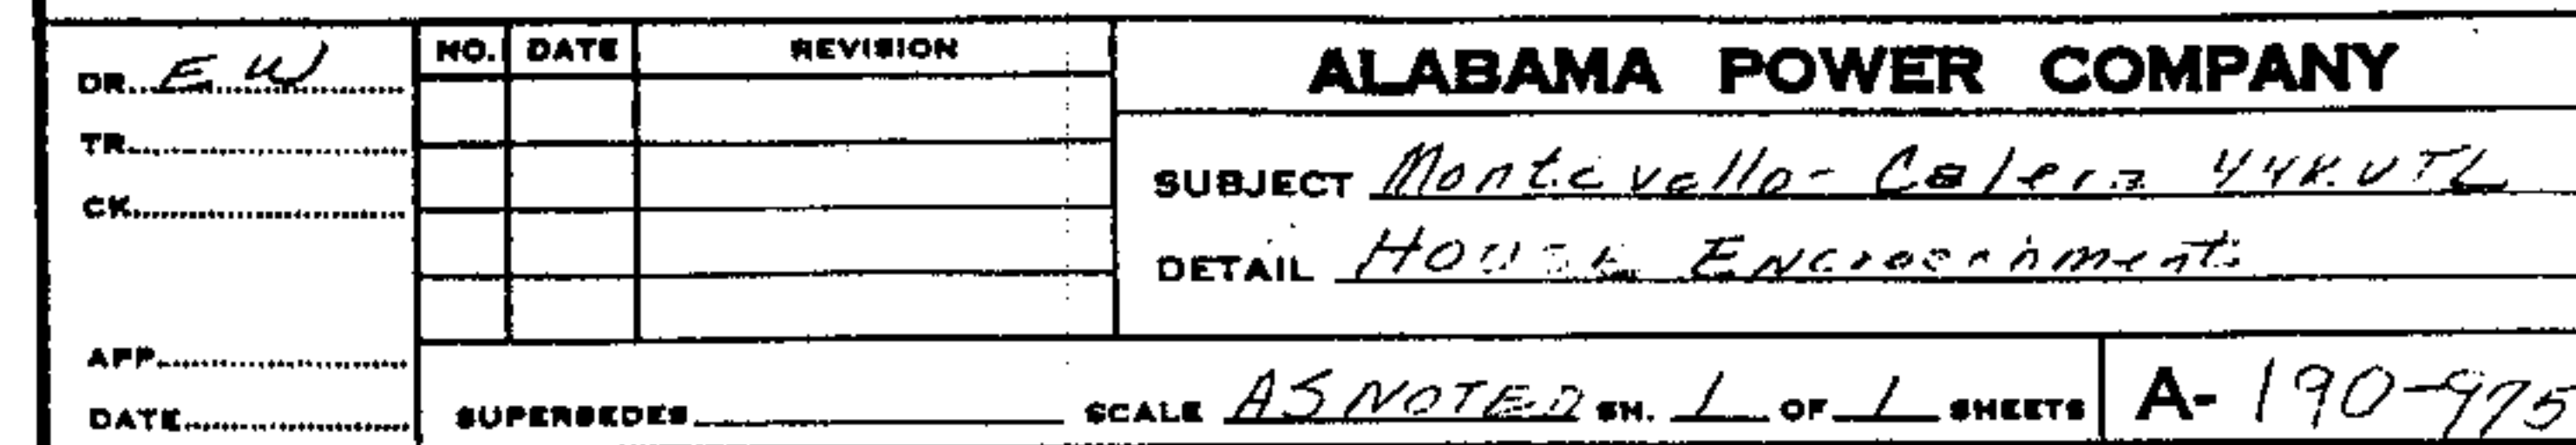 DR. E W
TR.
CK.
APP.
DATE
NO. DATE REVISION
ALABAMA POWER COMPANY
SUBJECT Montevallo - Calera 44KV TL
DETAIL House Encroachment
SUPERSEDES SCALE AS NOTED SH. 1 OF 1 SHEETS
A- 190-975